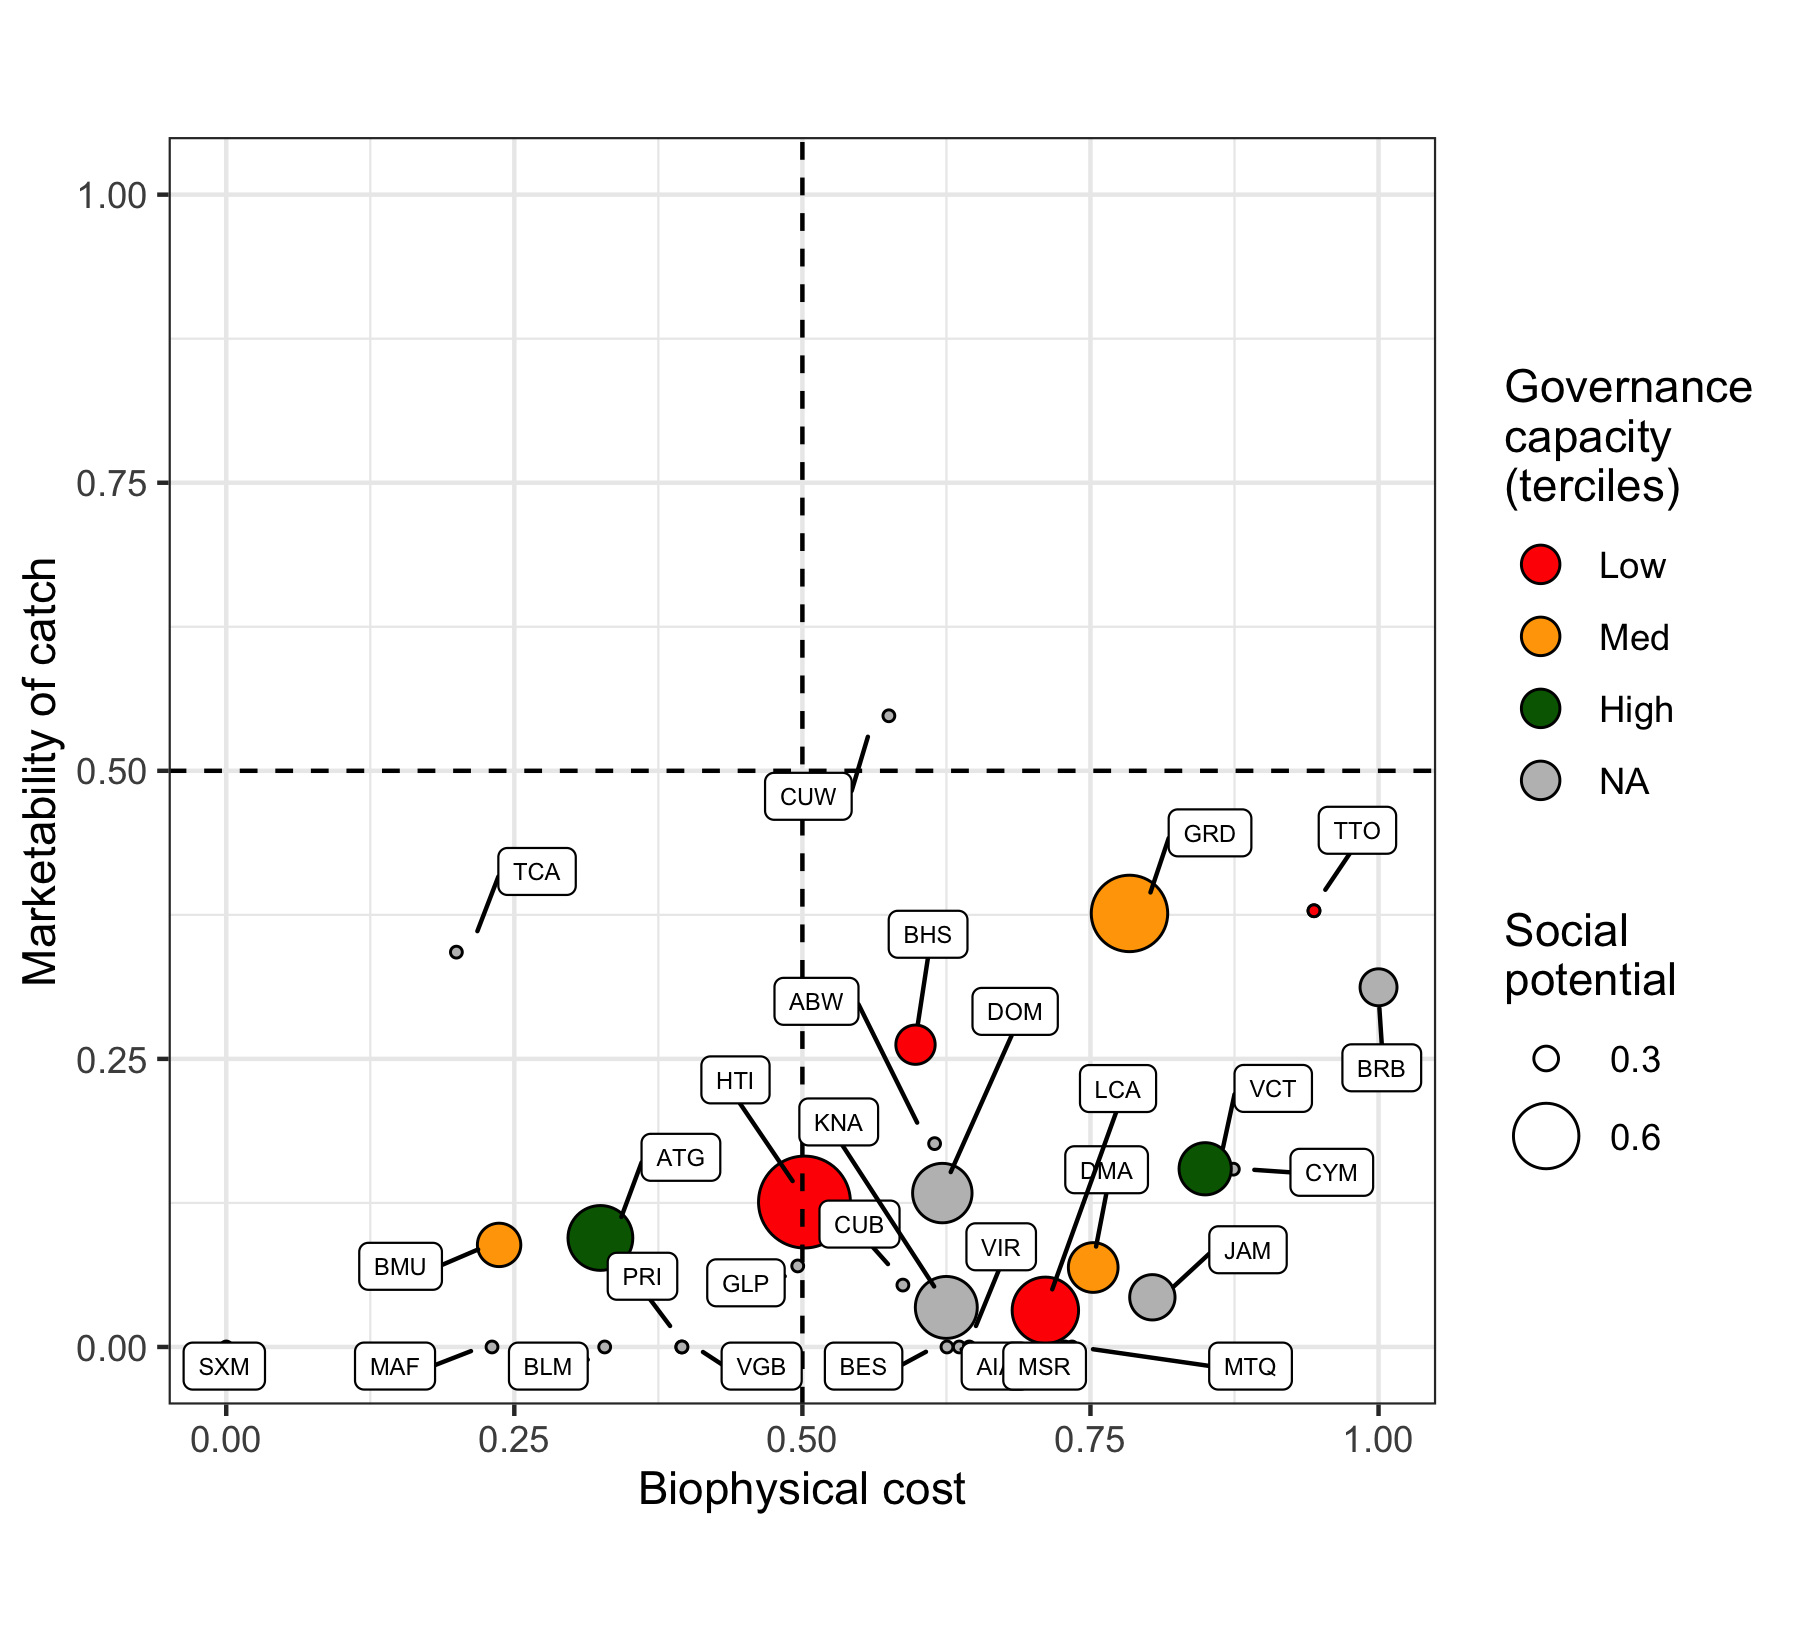 1.00
0.75
0.50
0.25
0.00
Marketability of catch
CUW
TCA
GRD
TTO
BHS
ABW
DOM
BRB
HTI
LCA
VCT
KNA
ATG
DMA
CYM
CUB
VIR
JAM
BMU
PRI
GLP
SXM
MAF
BLM
VGB
BES
MSR
MTQ
0.00
0.25
0.50
0.75
1.00
Biophysical cost
Governance
capacity
(terciles)
Low
Med
High
NA
Social
potential
0.3
0.6